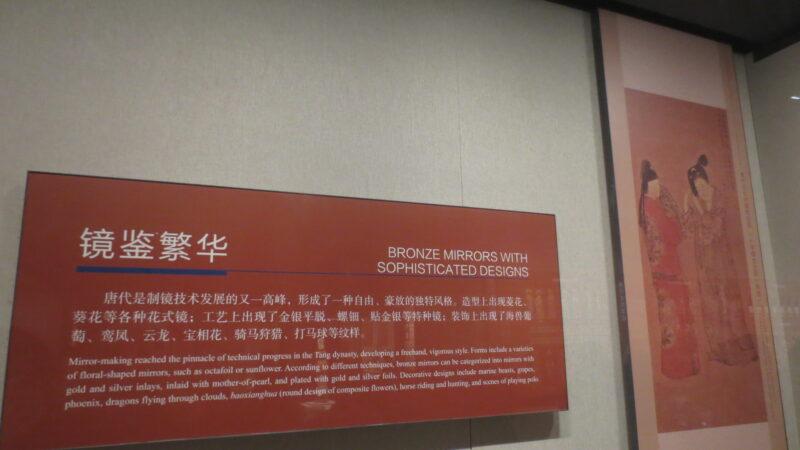 镜鉴繁华
BRONZE MIRRORS WITH
SOPHISTICATED DESIGNS
唐代是制镜技术发展的又一高峰，形成了一种自由、豪放的独特风格。造型上出现菱花、
葵花等各种花式镜；工艺上出现了金银平脱、螺钿、贴金银等特种镜；装饰上出现了海兽葡
萄、鸾凤、云龙、宝相花、骑马狩猎、打马球等纹样。
Mirror-making reached the pinnacle of technical progress in the Tang dynasty, developing a freehand, vigorous style. Forms include a varieties
of floral-shaped mirrors, such as octafoil or sunflower. According to different techniques, bronze mirrors can be categorized into mirrors with
gold and silver inlays, inlaid with mother-of-pearl, and plated with gold and silver foils. Decorative designs include marine beasts, grapes,
phoenix, dragons flying through clouds, baoxianghua (round design of composite flowers), horse riding and hunting, and scenes of playing polo.